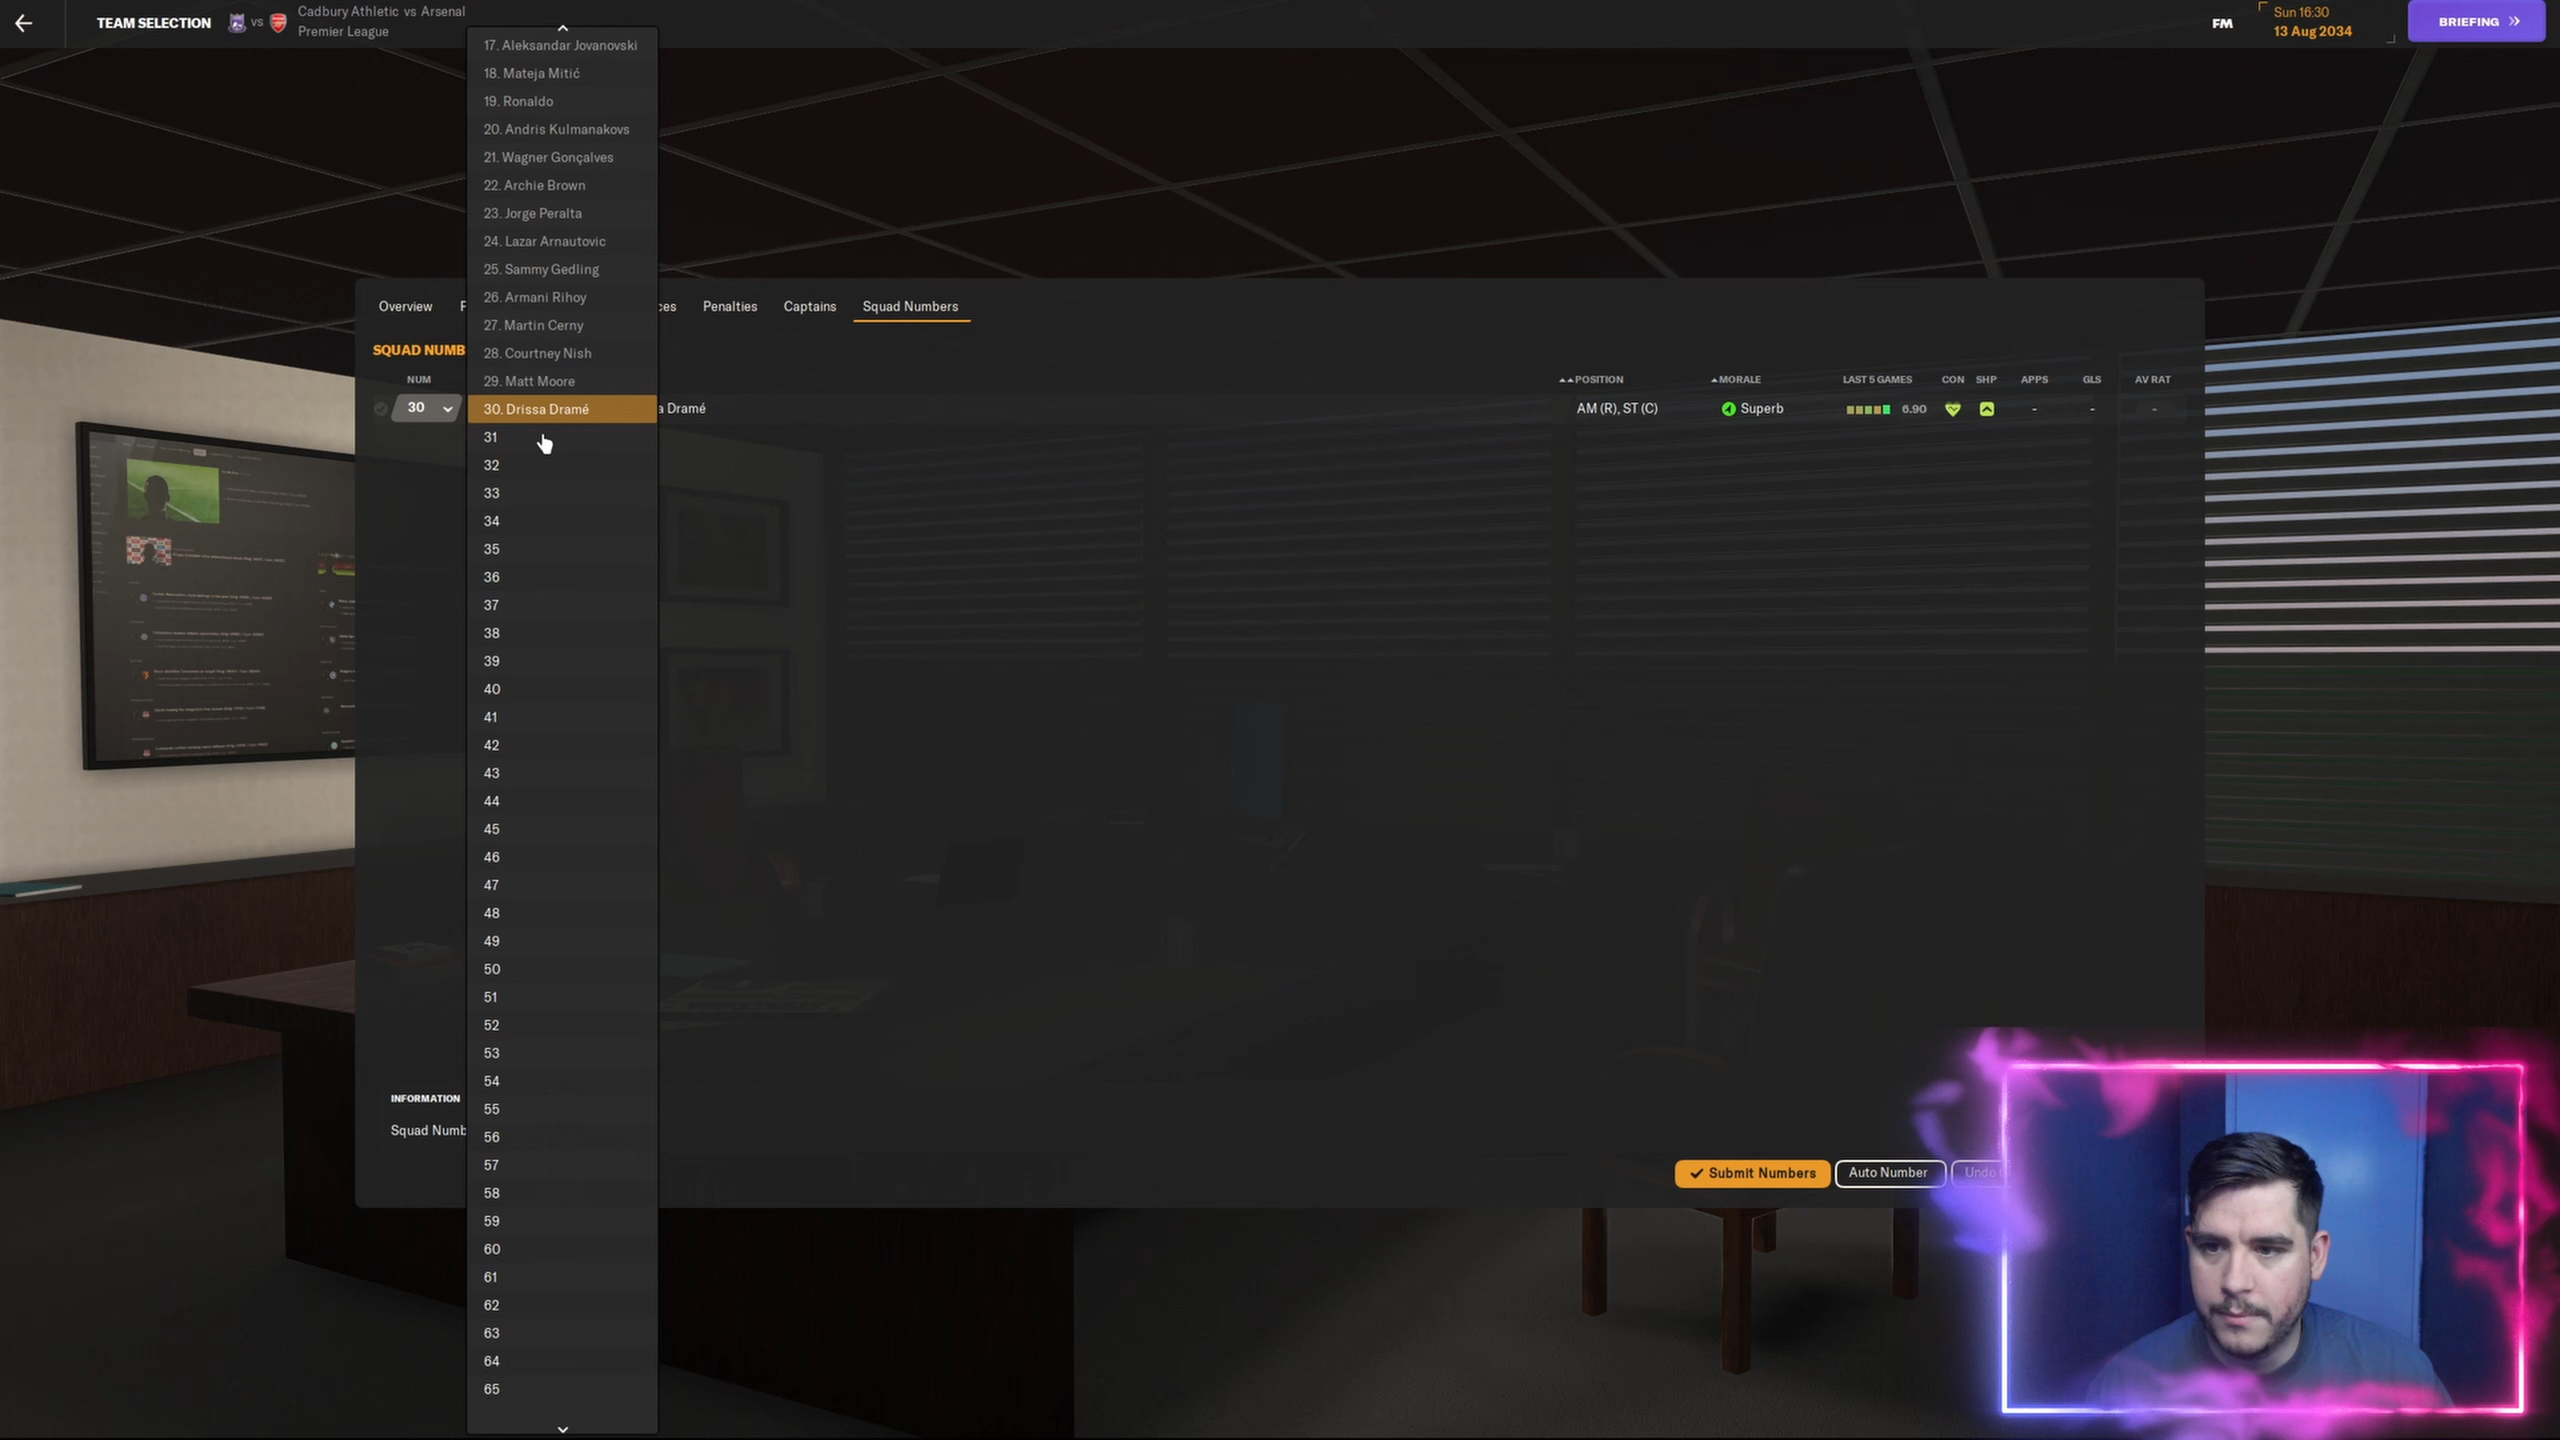 TEAM SELECTION
vs
Cadbury Athletic vs Arsenal
Premier League
FM
Sun 16:30
13 Aug 2034
BRIEFING
17. Aleksandar Jovanovski
18. Mateja Mitić
19. Ronaldo
20. Andris Kulmanakovs
21. Wagner Gonçalves
22. Archie Brown
23. Jorge Peralta
24. Lazar Arnautovic
25. Sammy Gedling
26. Armani Rihoy
27. Martin Cerny
28. Courtney Nish
29. Matt Moore
30. Drissa Dramé
31
32
33
34
35
36
37
38
39
40
41
42
43
44
45
46
47
48
49
50
51
52
53
54
55
56
57
58
59
60
61
62
63
64
65
Overview
Penalties Captains Squad Numbers
SQUAD NUMB
NUM POSITION MORALE LAST 5 GAMES CON SHP APPS GLS AV RAT
30 a Dramé AM (R), ST (C) Superb 6.90 - - -
INFORMATION
Squad Numb
Submit Numbers Auto Number Undo